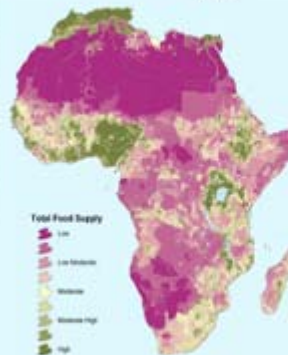 Total Food Supply
Low
Low Moderate
Moderate
Moderate High
High